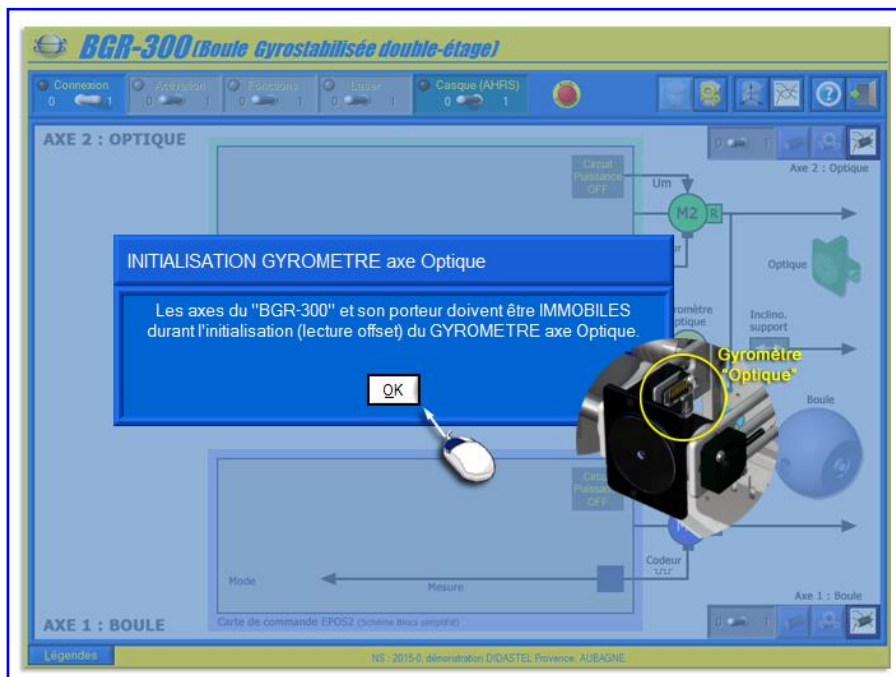 BGR-300 (Boule Gyrostabilisée double-étage)
Connexion
0 1
Activation
0 1
Fonctions
0 1
Laser
0 1
Casque (AHRS)
0 1
AXE 2 : OPTIQUE
0 1
Axe 2 : Optique
Circuit
Puissance
OFF
Um
M2
R
Optique
INITIALISATION GYROMETRE axe Optique
Les axes du "BGR-300" et son porteur doivent être IMMOBILES
durant l'initialisation (lecture offset) du GYROMETRE axe Optique.
OK
Inclino.
support
Gyromètre
"Optique"
Boule
Puissance
OFF
Codeur
Mode
Mesure
Axe 1 : Boule
AXE 1 : BOULE
Carte de commande EPOS2 (Schéma Blocs simplifié)
0 1
Légendes
NS : 2015-0, démonstration DIDASTEL Provence, AUBAGNE